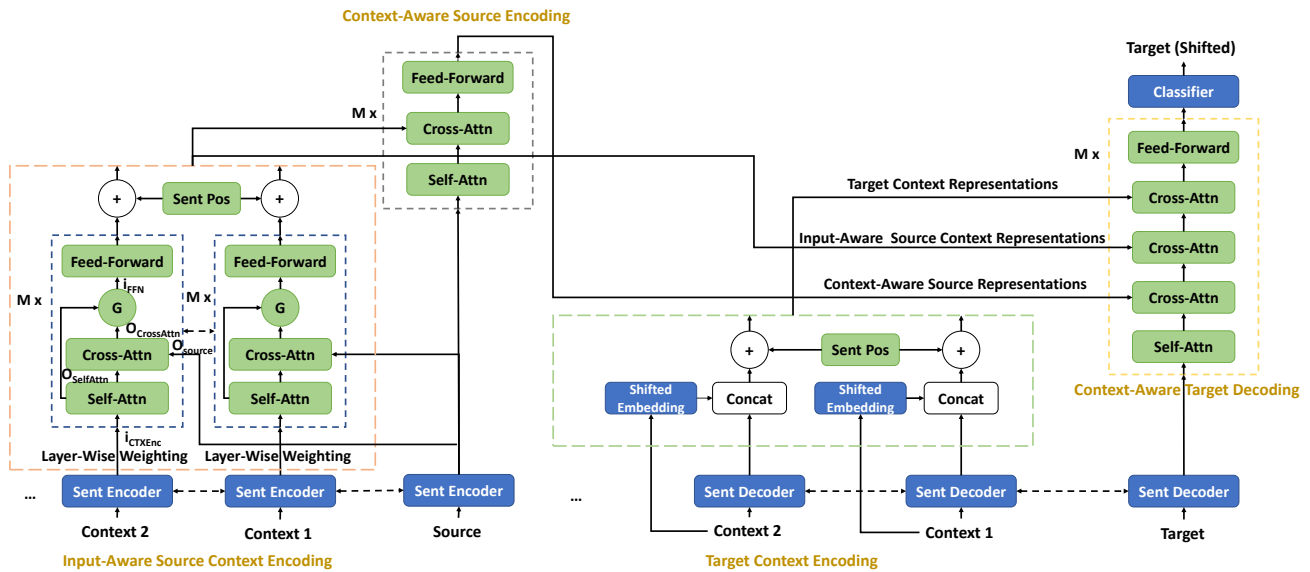 Context-Aware Source Encoding
Feed-Forward
M x
Cross-Attn
Self-Attn
Target (Shifted)
Classifier
M x
Feed-Forward
Cross-Attn
Cross-Attn
Cross-Attn
Self-Attn
Context-Aware Target Decoding
Target Context Representations
Input-Aware Source Context Representations
Context-Aware Source Representations
+
Sent Pos
+
Feed-Forward
i_FFN
M x
G
O_CrossAttn
O_source
Cross-Attn
O_SelfAttn
Self-Attn
i_CTXEnc
Layer-Wise Weighting
Feed-Forward
M x
G
Cross-Attn
Self-Attn
Layer-Wise Weighting
+
Sent Pos
+
Shifted
Embedding
Concat
Shifted
Embedding
Concat
...
Sent Encoder
Sent Encoder
Sent Encoder
Context 2
Context 1
Source
Input-Aware Source Context Encoding
...
Sent Decoder
Sent Decoder
Sent Decoder
Context 2
Context 1
Target
Target Context Encoding